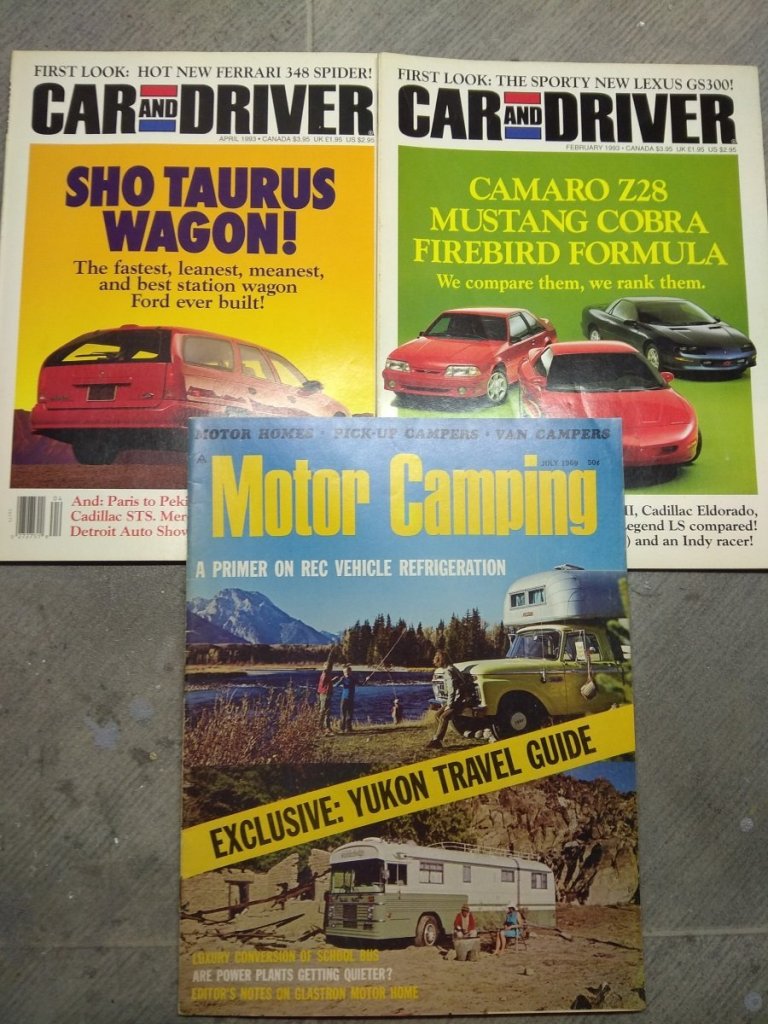 FIRST LOOK: HOT NEW FERRARI 348 SPIDER!
CAR AND DRIVER
APRIL 1993 • CANADA $3.95 UK £1.95 US $2.95
SHO TAURUS
WAGON!
The fastest, leanest, meanest,
and best station wagon
Ford ever built!
04
And: Paris to Peki
Cadillac STS. Mer
Detroit Auto Show
FIRST LOOK: THE SPORTY NEW LEXUS GS300!
CAR AND DRIVER
FEBRUARY 1993 • CANADA $3.95 UK £1.95 US $2.95
CAMARO Z28
MUSTANG COBRA
FIREBIRD FORMULA
We compare them, we rank them.
II, Cadillac Eldorado,
egend LS compared!
) and an Indy racer!
MOTOR HOMES • PICK-UP CAMPERS • VAN CAMPERS
JULY 1969 50¢
Motor Camping
A PRIMER ON REC VEHICLE REFRIGERATION
EXCLUSIVE: YUKON TRAVEL GUIDE
LUXURY CONVERSION OF SCHOOL BUS
ARE POWER PLANTS GETTING QUIETER?
EDITOR'S NOTES ON GLASTRON MOTOR HOME